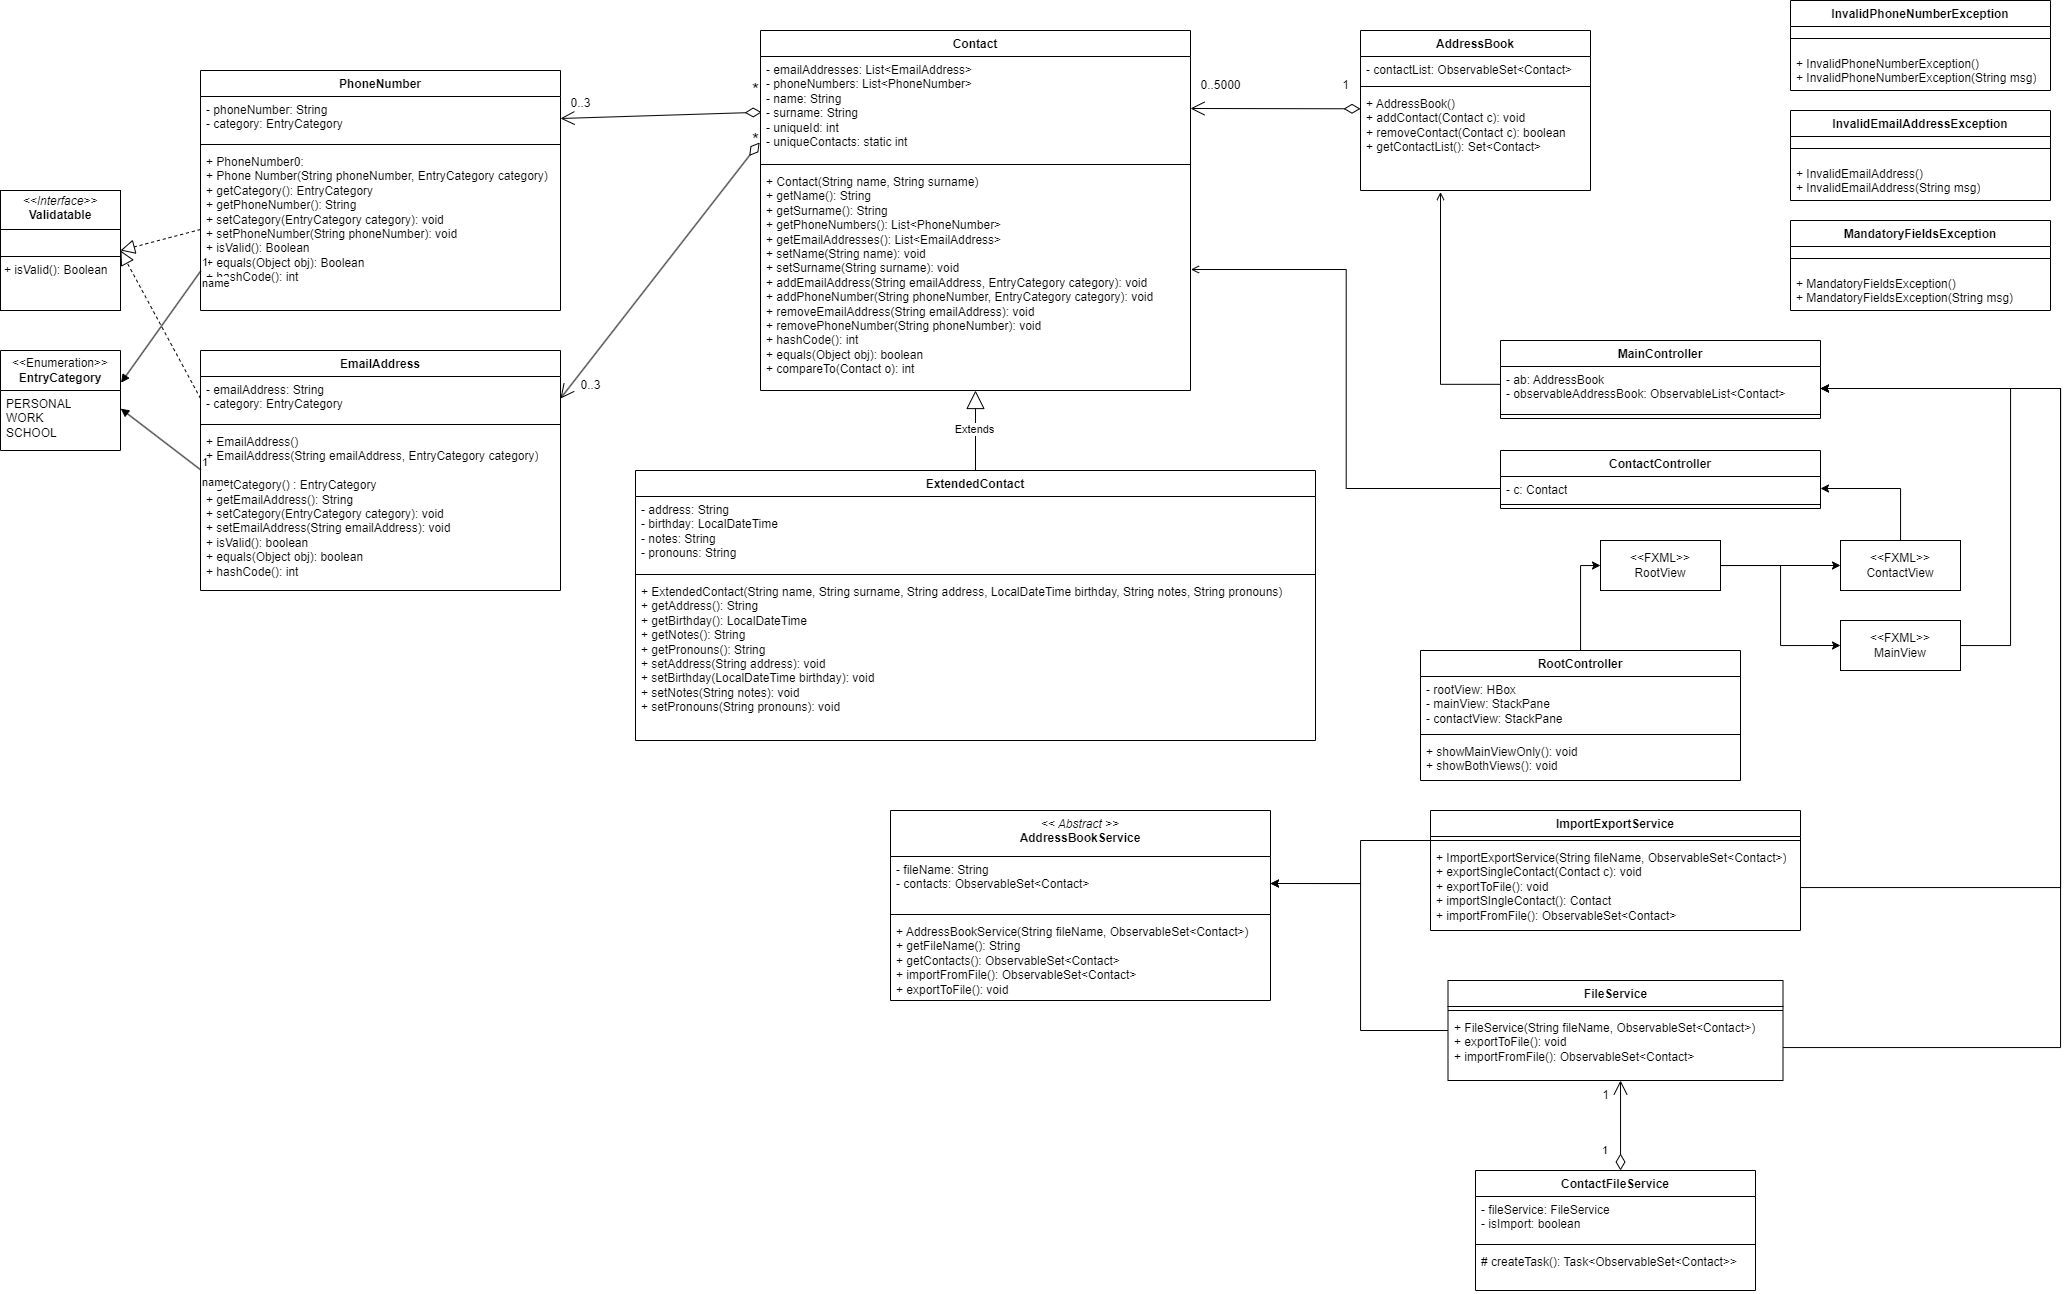 InvalidPhoneNumberException
+ InvalidPhoneNumberException()
+ InvalidPhoneNumberException(String msg)
InvalidEmailAddressException
+ InvalidEmailAddress()
+ InvalidEmailAddress(String msg)
MandatoryFieldsException
+ MandatoryFieldsException()
+ MandatoryFieldsException(String msg)
Contact
- emailAddresses: List<EmailAddress>
- phoneNumbers: List<PhoneNumber>
- name: String
- surname: String
- uniqueId: int
- uniqueContacts: static int
+ Contact(String name, String surname)
+ getName(): String
+ getSurname(): String
+ getPhoneNumbers(): List<PhoneNumber>
+ getEmailAddresses(): List<EmailAddress>
+ setName(String name): void
+ setSurname(String surname): void
+ addEmailAddress(String emailAddress, EntryCategory category): void
+ addPhoneNumber(String phoneNumber, EntryCategory category): void
+ removeEmailAddress(String emailAddress): void
+ removePhoneNumber(String phoneNumber): void
+ hashCode(): int
+ equals(Object obj): boolean
+ compareTo(Contact o): int
0..5000
1
AddressBook
- contactList: ObservableSet<Contact>
+ AddressBook()
+ addContact(Contact c): void
+ removeContact(Contact c): boolean
+ getContactList(): Set<Contact>
PhoneNumber
- phoneNumber: String
- category: EntryCategory
+ PhoneNumber0:
+ Phone Number(String phoneNumber, EntryCategory category)
+ getCategory(): EntryCategory
+ getPhoneNumber(): String
+ setCategory(EntryCategory category): void
+ setPhoneNumber(String phoneNumber): void
+ isValid(): Boolean
+ equals(Object obj): Boolean
+ hashCode(): int
1
name
0..3
*
*
0..3
<<Interface>>
Validatable
+ isValid(): Boolean
<<Enumeration>>
EntryCategory
PERSONAL
WORK
SCHOOL
EmailAddress
- emailAddress: String
- category: EntryCategory
+ EmailAddress()
+ EmailAddress(String emailAddress, EntryCategory category)
1
name
tCategory() : EntryCategory
+ getEmailAddress(): String
+ setCategory(EntryCategory category): void
+ setEmailAddress(String emailAddress): void
+ isValid(): boolean
+ equals(Object obj): boolean
+ hashCode(): int
Extends
ExtendedContact
- address: String
- birthday: LocalDateTime
- notes: String
- pronouns: String
+ ExtendedContact(String name, String surname, String address, LocalDateTime birthday, String notes, String pronouns)
+ getAddress(): String
+ getBirthday(): LocalDateTime
+ getNotes(): String
+ getPronouns(): String
+ setAddress(String address): void
+ setBirthday(LocalDateTime birthday): void
+ setNotes(String notes): void
+ setPronouns(String pronouns): void
MainController
- ab: AddressBook
- observableAddressBook: ObservableList<Contact>
ContactController
- c: Contact
<<FXML>>
RootView
<<FXML>>
ContactView
<<FXML>>
MainView
RootController
- rootView: HBox
- mainView: StackPane
- contactView: StackPane
+ showMainViewOnly(): void
+ showBothViews(): void
<< Abstract >>
AddressBookService
- fileName: String
- contacts: ObservableSet<Contact>
+ AddressBookService(String fileName, ObservableSet<Contact>)
+ getFileName(): String
+ getContacts(): ObservableSet<Contact>
+ importFromFile(): ObservableSet<Contact>
+ exportToFile(): void
ImportExportService
+ ImportExportService(String fileName, ObservableSet<Contact>)
+ exportSingleContact(Contact c): void
+ exportToFile(): void
+ importSIngleContact(): Contact
+ importFromFile(): ObservableSet<Contact>
FileService
+ FileService(String fileName, ObservableSet<Contact>)
+ exportToFile(): void
+ importFromFile(): ObservableSet<Contact>
1
1
ContactFileService
- fileService: FileService
- isImport: boolean
# createTask(): Task<ObservableSet<Contact>>